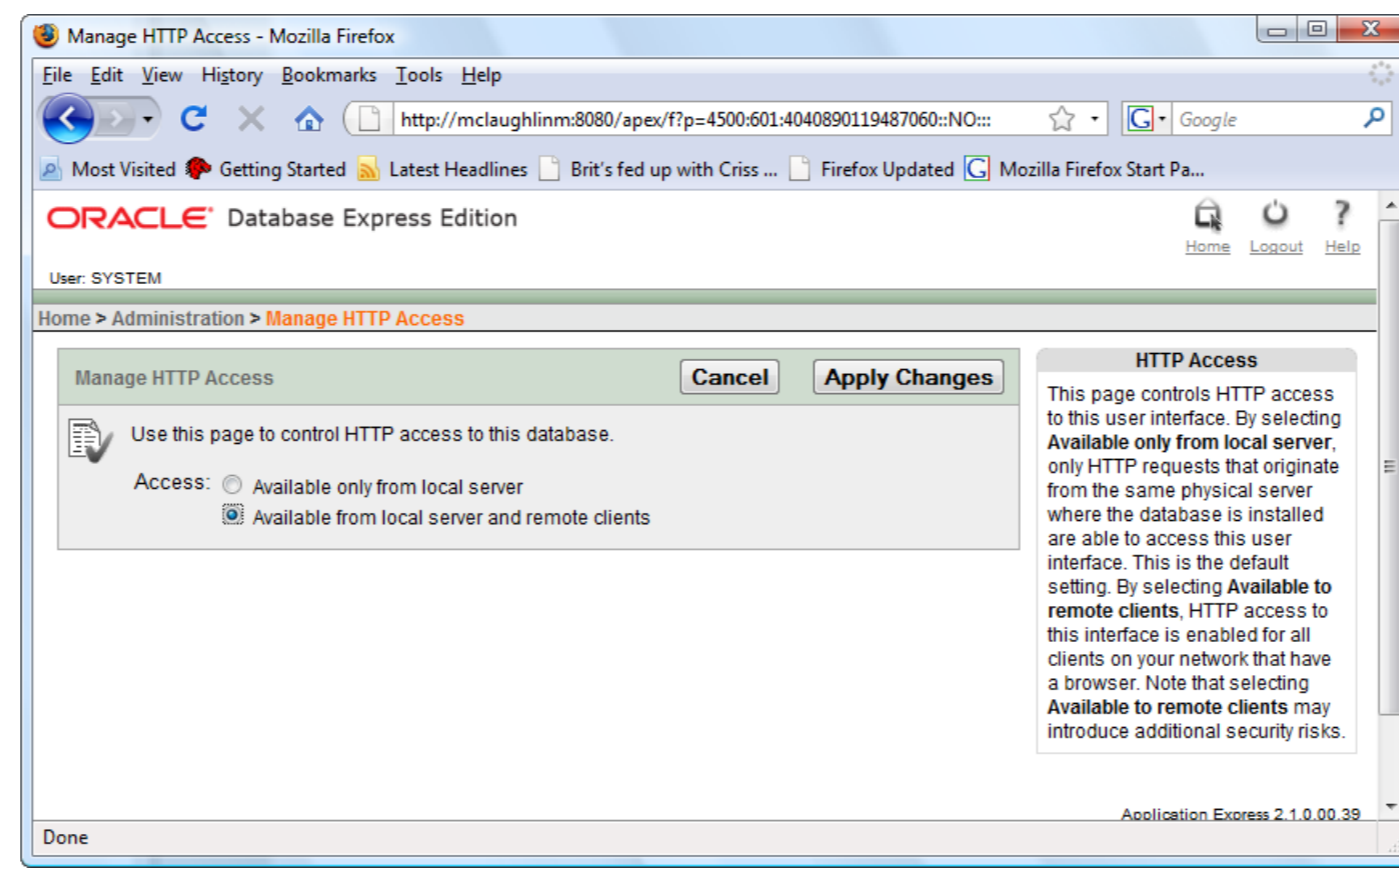 Manage HTTP Access - Mozilla Firefox
File Edit View History Bookmarks Tools Help
http://mclaughlinm:8080/apex/f?p=4500:601:4040890119487060::NO::: G Google
Most Visited Getting Started Latest Headlines Brit's fed up with Criss ... Firefox Updated G Mozilla Firefox Start Pa...
ORACLE Database Express Edition
Home Logout Help
User: SYSTEM
Home > Administration > Manage HTTP Access
Manage HTTP Access Cancel Apply Changes
Use this page to control HTTP access to this database.
Access: Available only from local server
Available from local server and remote clients
HTTP Access
This page controls HTTP access
to this user interface. By selecting
Available only from local server,
only HTTP requests that originate
from the same physical server
where the database is installed
are able to access this user
interface. This is the default
setting. By selecting Available to
remote clients, HTTP access to
this interface is enabled for all
clients on your network that have
a browser. Note that selecting
Available to remote clients may
introduce additional security risks.
Application Express 2.1.0.00.39
Done